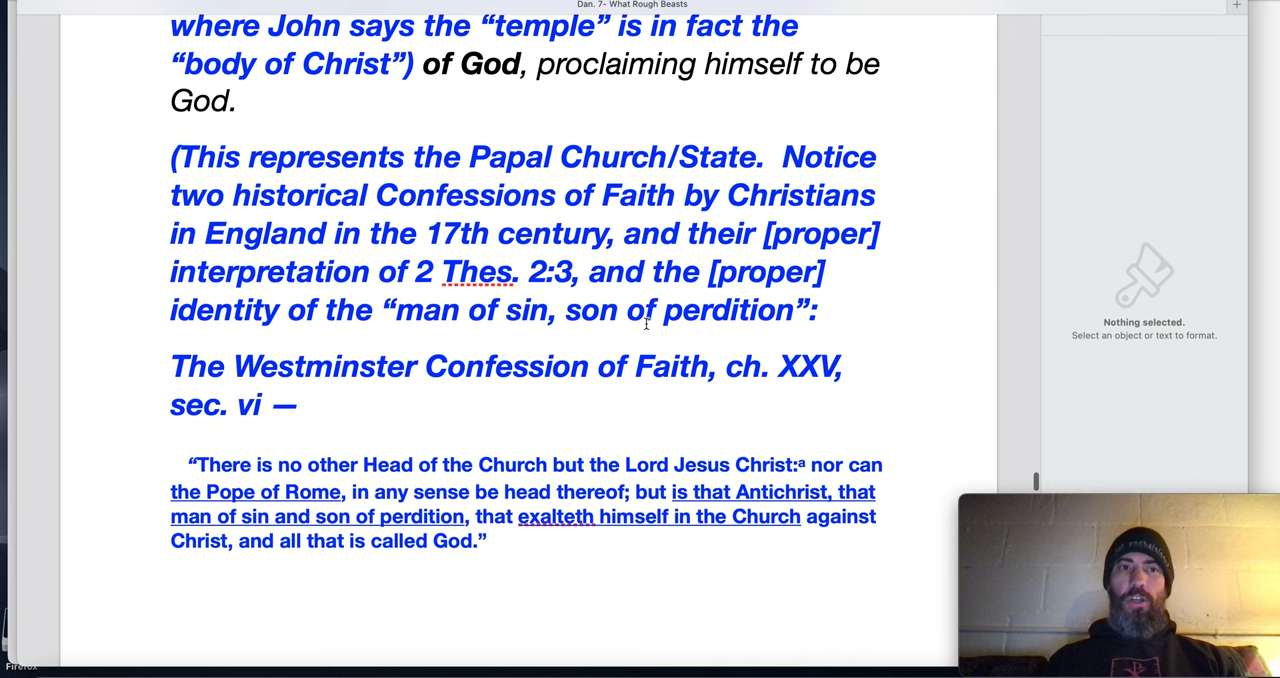 Dan. 7- What Rough Beasts
where John says the “temple” is in fact the
“body of Christ”) of God, proclaiming himself to be
God.
(This represents the Papal Church/State.  Notice
two historical Confessions of Faith by Christians
in England in the 17th century, and their [proper]
interpretation of 2 Thes. 2:3, and the [proper]
identity of the “man of sin, son of perdition”:
The Westminster Confession of Faith, ch. XXV,
sec. vi —
“There is no other Head of the Church but the Lord Jesus Christ:ᵃ nor can
the Pope of Rome, in any sense be head thereof; but is that Antichrist, that
man of sin and son of perdition, that exalteth himself in the Church against
Christ, and all that is called God.”
Nothing selected.
Select an object or text to format.
Firefox